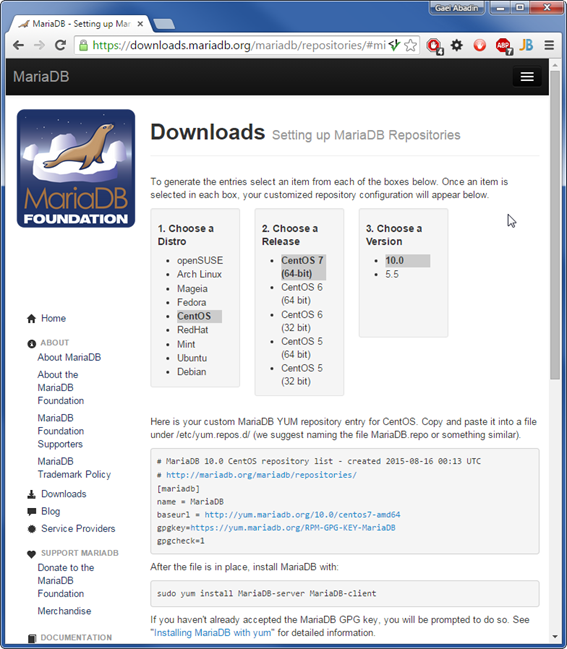 Gael Abadin
MariaDB - Setting up Mar
https://downloads.mariadb.org/mariadb/repositories/#mi
4
ABP
7
JB
MariaDB
MariaDB
FOUNDATION
Downloads Setting up MariaDB Repositories
To generate the entries select an item from each of the boxes below. Once an item is
selected in each box, your customized repository configuration will appear below.
1. Choose a
Distro
openSUSE
Arch Linux
Mageia
Fedora
CentOS
RedHat
Mint
Ubuntu
Debian
2. Choose a
Release
CentOS 7
(64-bit)
CentOS 6
(64 bit)
CentOS 6
(32 bit)
CentOS 5
(64 bit)
CentOS 5
(32 bit)
3. Choose a
Version
10.0
5.5
Home
ABOUT
About MariaDB
About the
MariaDB
Foundation
MariaDB
Foundation
Supporters
MariaDB
Trademark Policy
Downloads
Blog
Service Providers
SUPPORT MARIADB
Donate to the
MariaDB
Foundation
Merchandise
DOCUMENTATION
Here is your custom MariaDB YUM repository entry for CentOS. Copy and paste it into a file
under /etc/yum.repos.d/ (we suggest naming the file MariaDB.repo or something similar).
# MariaDB 10.0 CentOS repository list - created 2015-08-16 00:13 UTC
# http://mariadb.org/mariadb/repositories/
[mariadb]
name = MariaDB
baseurl = http://yum.mariadb.org/10.0/centos7-amd64
gpgkey=https://yum.mariadb.org/RPM-GPG-KEY-MariaDB
gpgcheck=1
After the file is in place, install MariaDB with:
sudo yum install MariaDB-server MariaDB-client
If you haven't already accepted the MariaDB GPG key, you will be prompted to do so. See
"Installing MariaDB with yum" for detailed information.